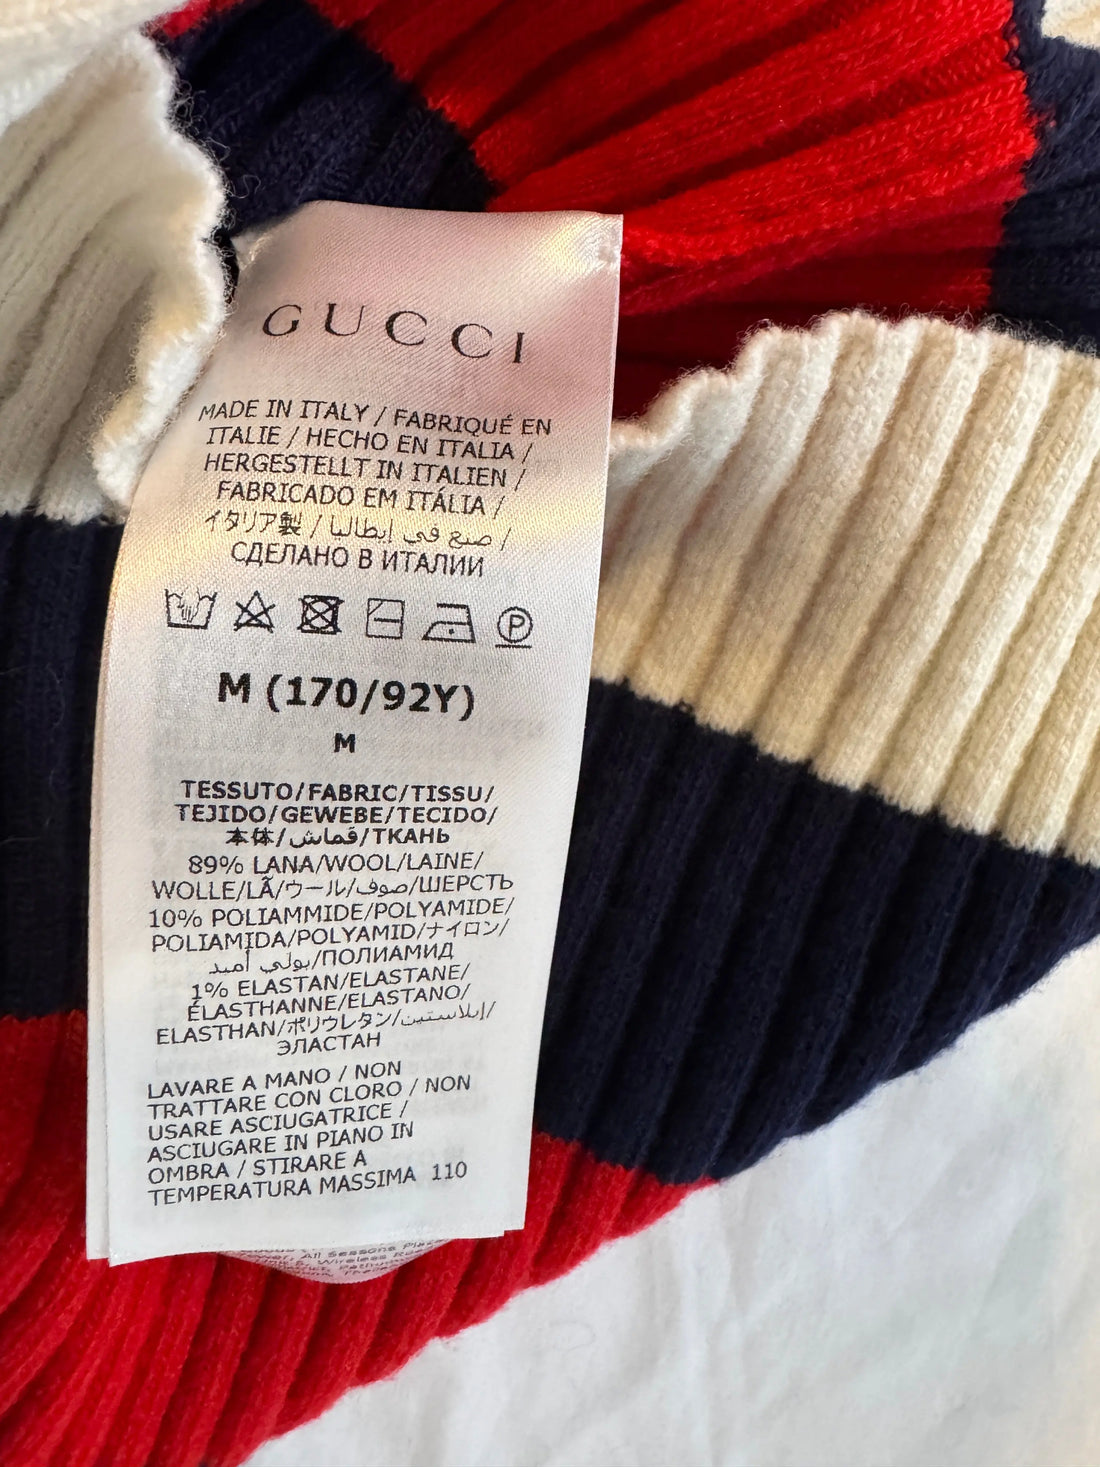 GUCCI
MADE IN ITALY / FABRIQUÉ EN
ITALIE / HECHO EN ITALIA /
HERGESTELLT IN ITALIEN /
FABRICADO EM ITÁLIA /
イタリア製 / صنع في إيطاليا /
СДЕЛАНО В ИТАЛИИ
P
M (170/92Y)
M
TESSUTO/FABRIC/TISSU/
TEJIDO/GEWEBE/TECIDO/
本体/قماش/ТКАНЬ
89% LANA/WOOL/LAINE/
WOLLE/LÃ/ウール/صوف/ШЕРСТЬ
10% POLIAMMIDE/POLYAMIDE/
POLIAMIDA/POLYAMID/ナイロン/
بولي أميد/ПОЛИАМИД
1% ELASTAN/ELASTANE/
ÉLASTHANNE/ELASTANO/
ELASTHAN/ポリウレタン/إيلاستين/
ЭЛАСТАН
LAVARE A MANO / NON
TRATTARE CON CLORO / NON
USARE ASCIUGATRICE /
ASCIUGARE IN PIANO IN
OMBRA / STIRARE A
TEMPERATURA MASSIMA 110
All Seasons Place
Wireless